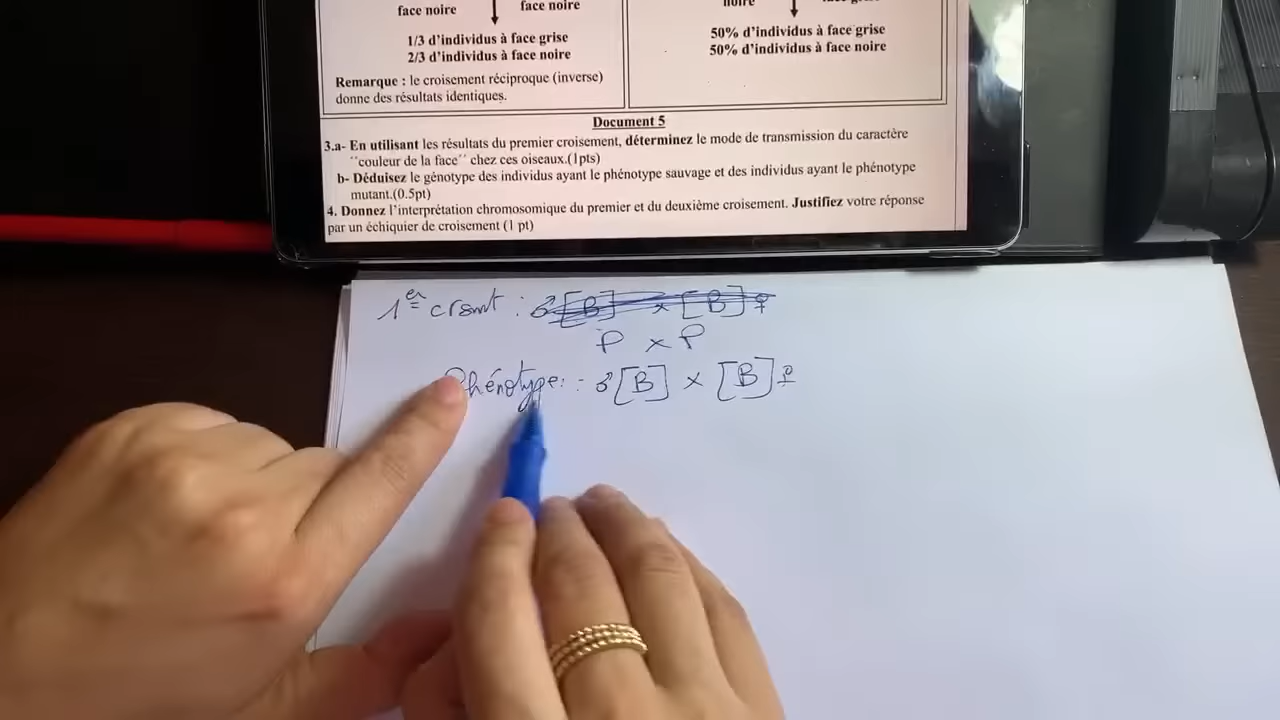 face noire
face noire
1/3 d'individus à face grise
2/3 d'individus à face noire
Remarque : le croisement réciproque (inverse)
donne des résultats identiques.
noire
50% d'individus à face grise
50% d'individus à face noire
Document 5
3.a- En utilisant les résultats du premier croisement, déterminez le mode de transmission du caractère
''couleur de la face'' chez ces oiseaux.(1pts)
b- Déduisez le génotype des individus ayant le phénotype sauvage et des individus ayant le phénotype
mutant.(0.5pt)
4. Donnez l'interprétation chromosomique du premier et du deuxième croisement. Justifiez votre réponse
par un échiquier de croisement (1 pt)
1er crsmt : ♂ [B] x [B] ♀
P x P
Phénotype : ♂ [B] x [B] ♀